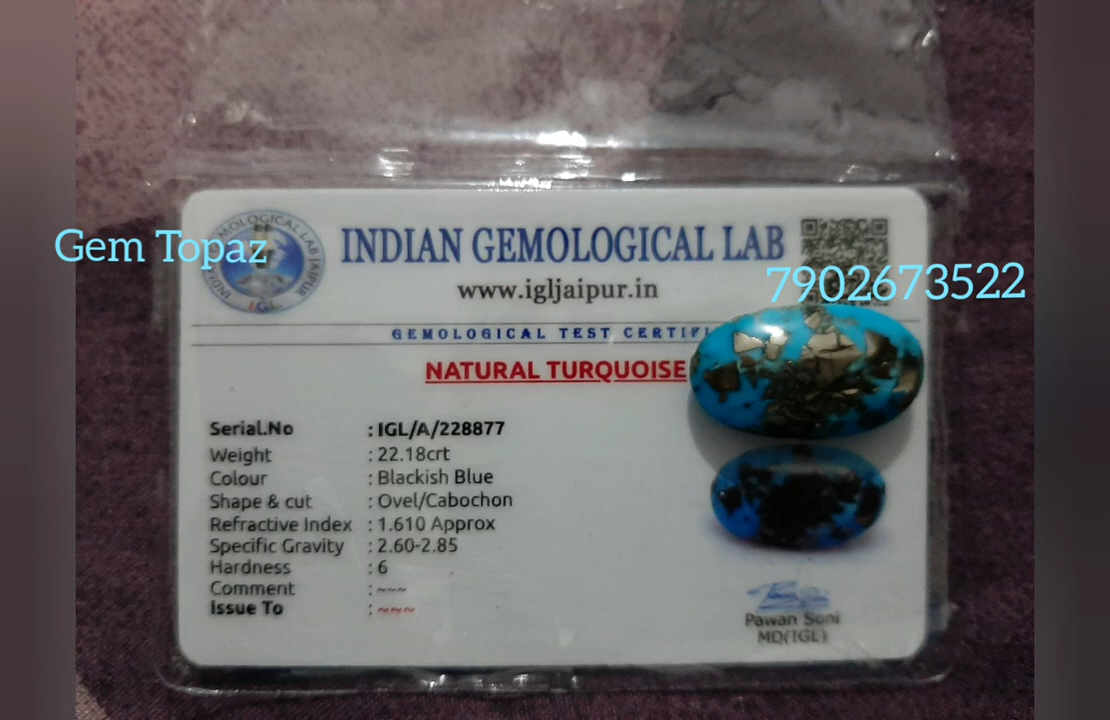 Gem Topaz
7902673522
INDIAN GEMOLOGICAL LAB
www.igljaipur.in
GEMOLOGICAL TEST CERTIFI
NATURAL TURQUOISE
Serial.No : IGL/A/228877
Weight : 22.18crt
Colour : Blackish Blue
Shape & cut : Ovel/Cabochon
Refractive Index : 1.610 Approx
Specific Gravity : 2.60-2.85
Hardness : 6
Comment : ~~~
Issue To : ~~~
Pawan Soni
MD(IGL)